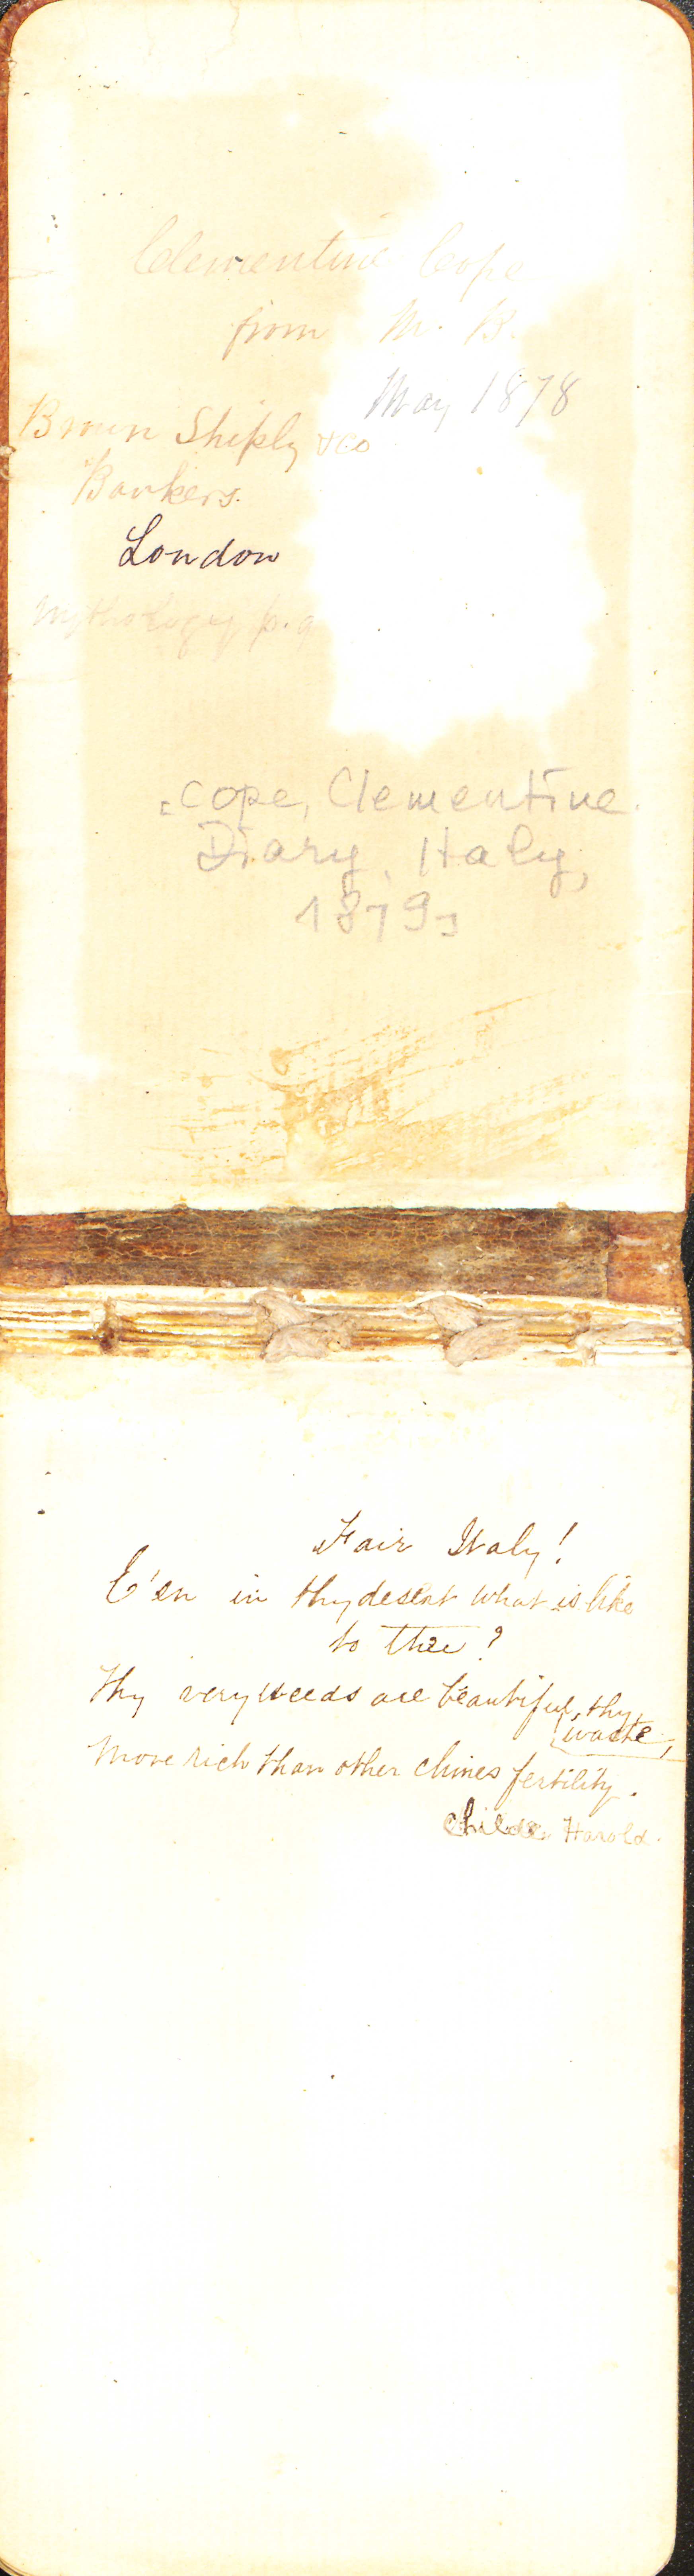 Clementine Cope
from M. B.
May 1878
Brown Shiply & Co
Bankers.
London
Mythology p. 9
[Cope, Clementine.
Diary, Italy,
1879]
Fair Italy!
E'en in thy desert what is like
to thee?
Thy very weeds are beautiful, thy
waste,
More rich than other climes fertility.
Childe Harold.